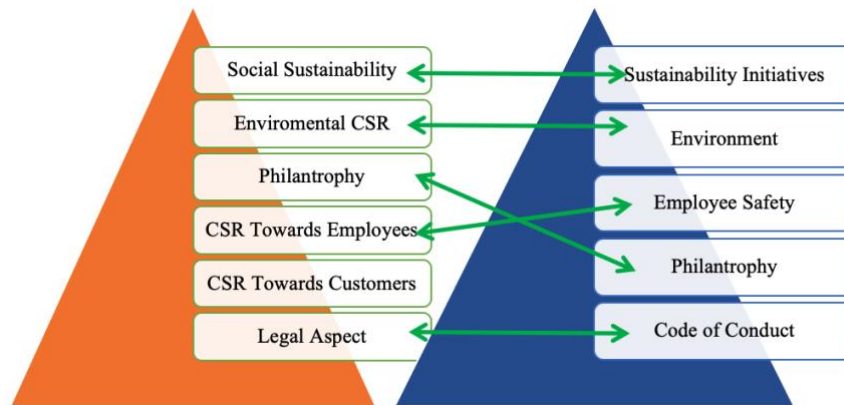 Social Sustainability
Enviromental CSR
Philantrophy
CSR Towards Employees
CSR Towards Customers
Legal Aspect
Sustainability Initiatives
Environment
Employee Safety
Philantrophy
Code of Conduct